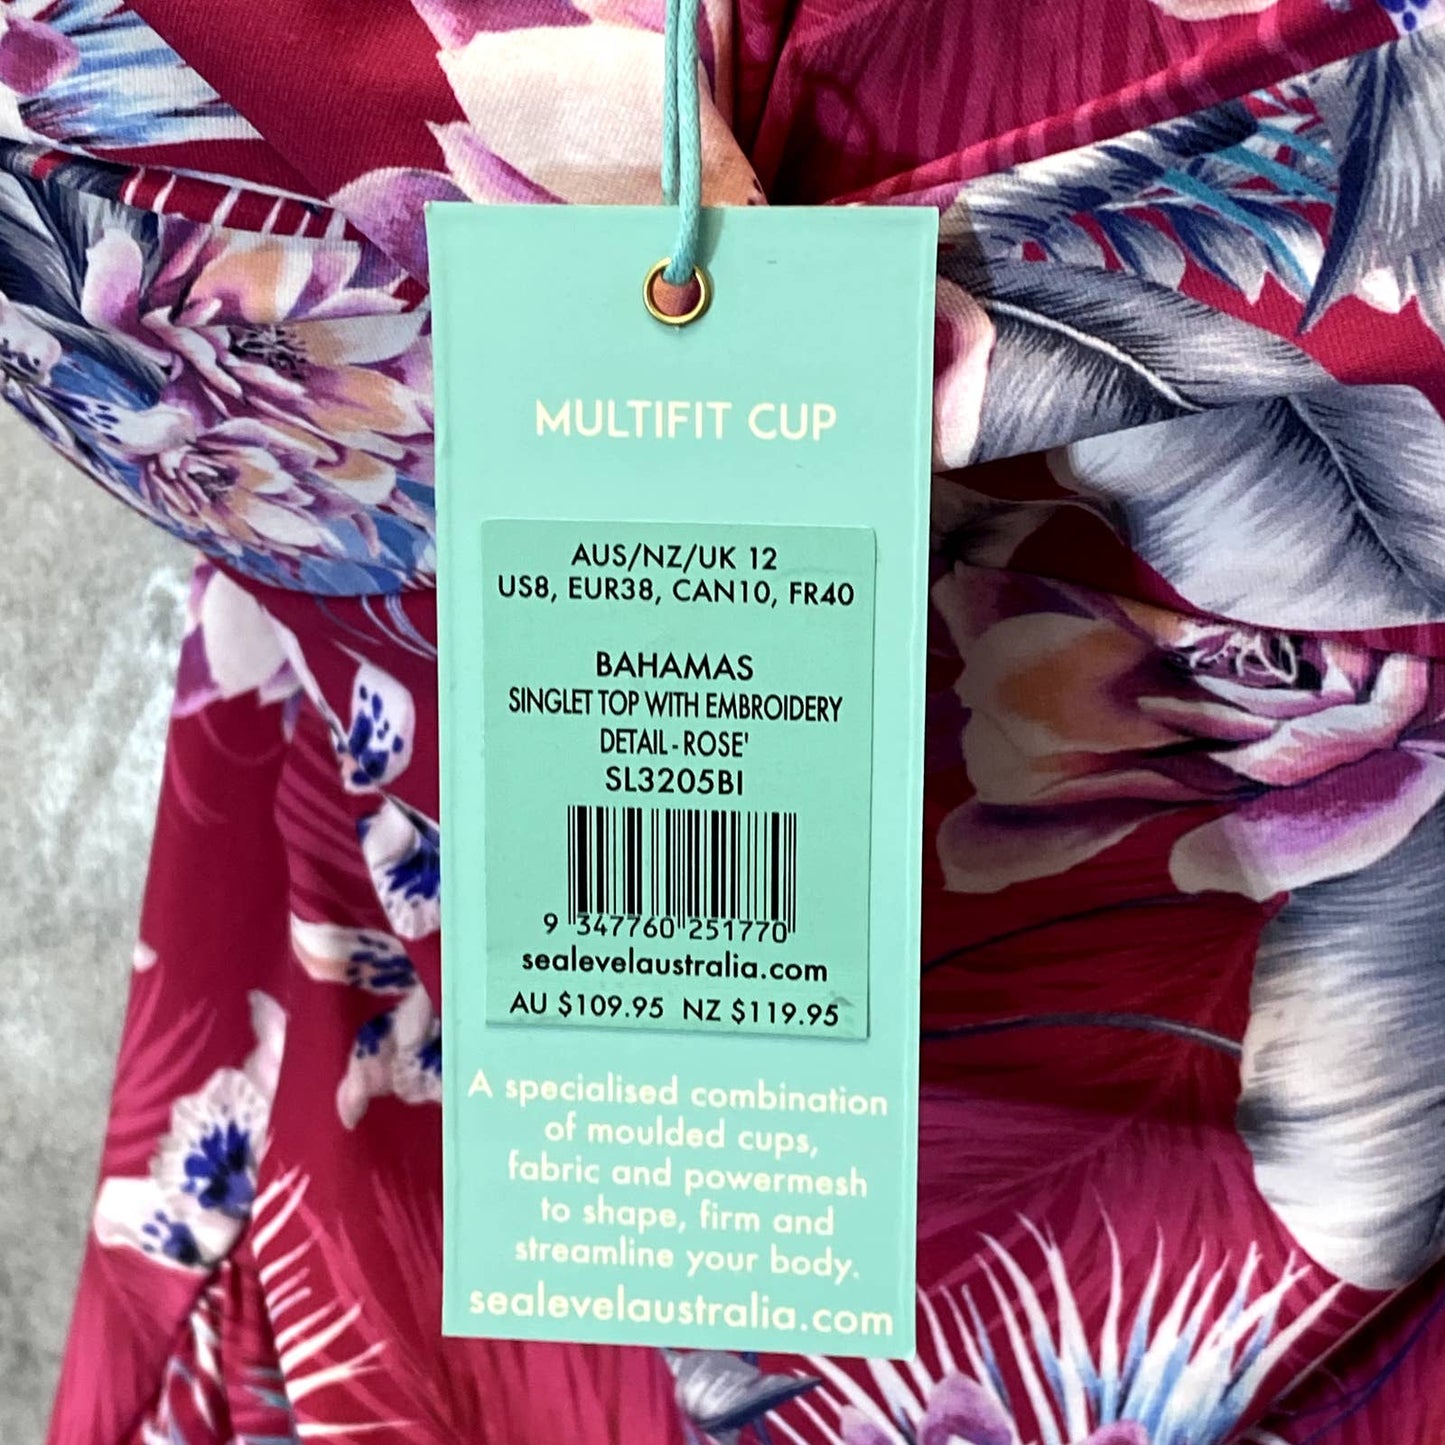 MULTIFIT CUP
AUS/NZ/UK 12
US8, EUR38, CAN10, FR40
BAHAMAS
SINGLET TOP WITH EMBROIDERY
DETAIL - ROSE'
SL3205BI
9 347760 251770
sealevelaustralia.com
AU $109.95 NZ $119.95
A specialised combination
of moulded cups,
fabric and powermesh
to shape, firm and
streamline your body.
sealevelaustralia.com